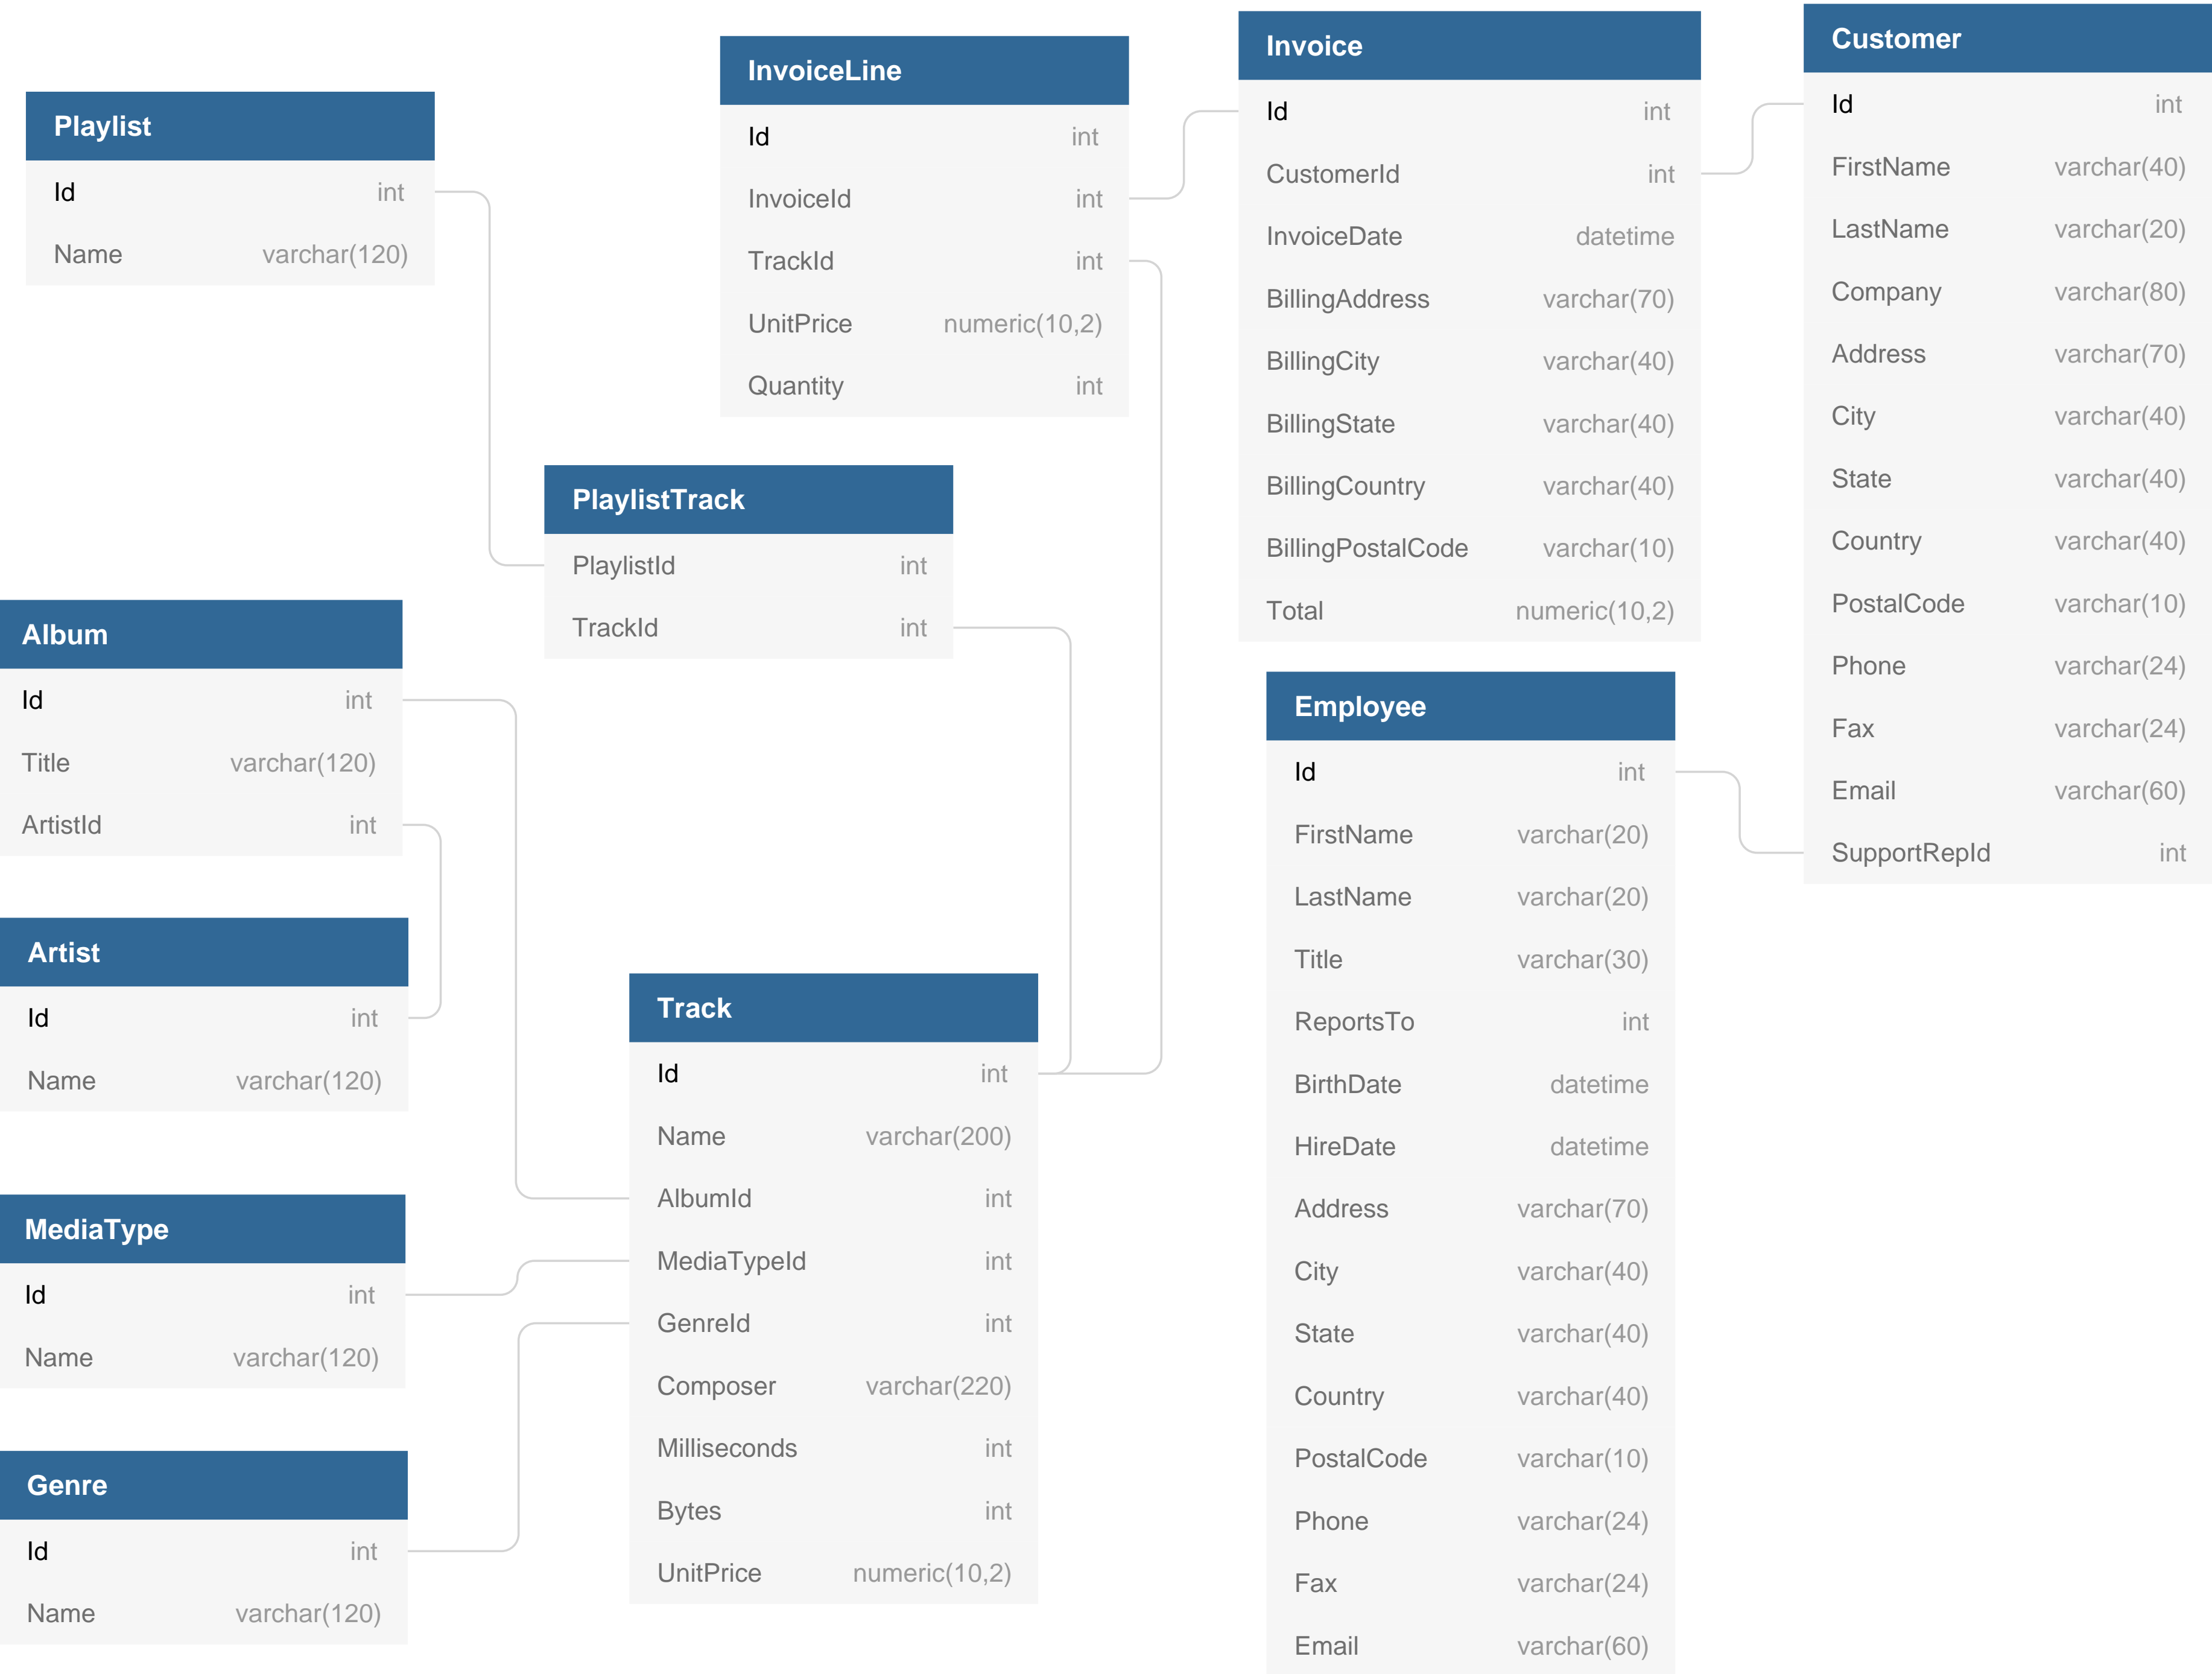 Playlist
Id int
Name varchar(120)
InvoiceLine
Id int
InvoiceId int
TrackId int
UnitPrice numeric(10,2)
Quantity int
Invoice
Id int
CustomerId int
InvoiceDate datetime
BillingAddress varchar(70)
BillingCity varchar(40)
BillingState varchar(40)
BillingCountry varchar(40)
BillingPostalCode varchar(10)
Total numeric(10,2)
Customer
Id int
FirstName varchar(40)
LastName varchar(20)
Company varchar(80)
Address varchar(70)
City varchar(40)
State varchar(40)
Country varchar(40)
PostalCode varchar(10)
Phone varchar(24)
Fax varchar(24)
Email varchar(60)
SupportRepId int
PlaylistTrack
PlaylistId int
TrackId int
Album
Id int
Title varchar(120)
ArtistId int
Artist
Id int
Name varchar(120)
MediaType
Id int
Name varchar(120)
Genre
Id int
Name varchar(120)
Track
Id int
Name varchar(200)
AlbumId int
MediaTypeId int
GenreId int
Composer varchar(220)
Milliseconds int
Bytes int
UnitPrice numeric(10,2)
Employee
Id int
FirstName varchar(20)
LastName varchar(20)
Title varchar(30)
ReportsTo int
BirthDate datetime
HireDate datetime
Address varchar(70)
City varchar(40)
State varchar(40)
Country varchar(40)
PostalCode varchar(10)
Phone varchar(24)
Fax varchar(24)
Email varchar(60)